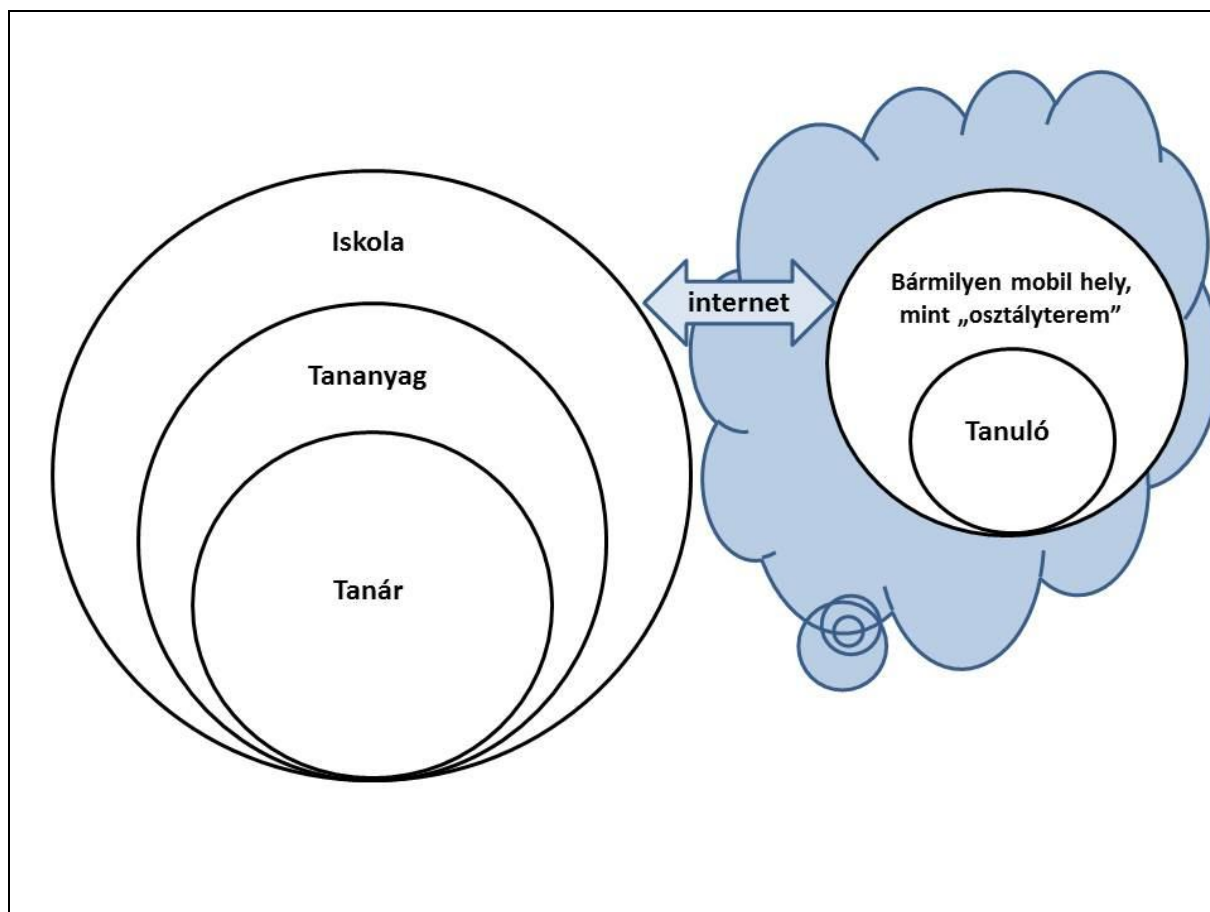 Iskola
Tananyag
Tanár
internet
Bármilyen mobil hely,
mint „osztályterem”
Tanuló